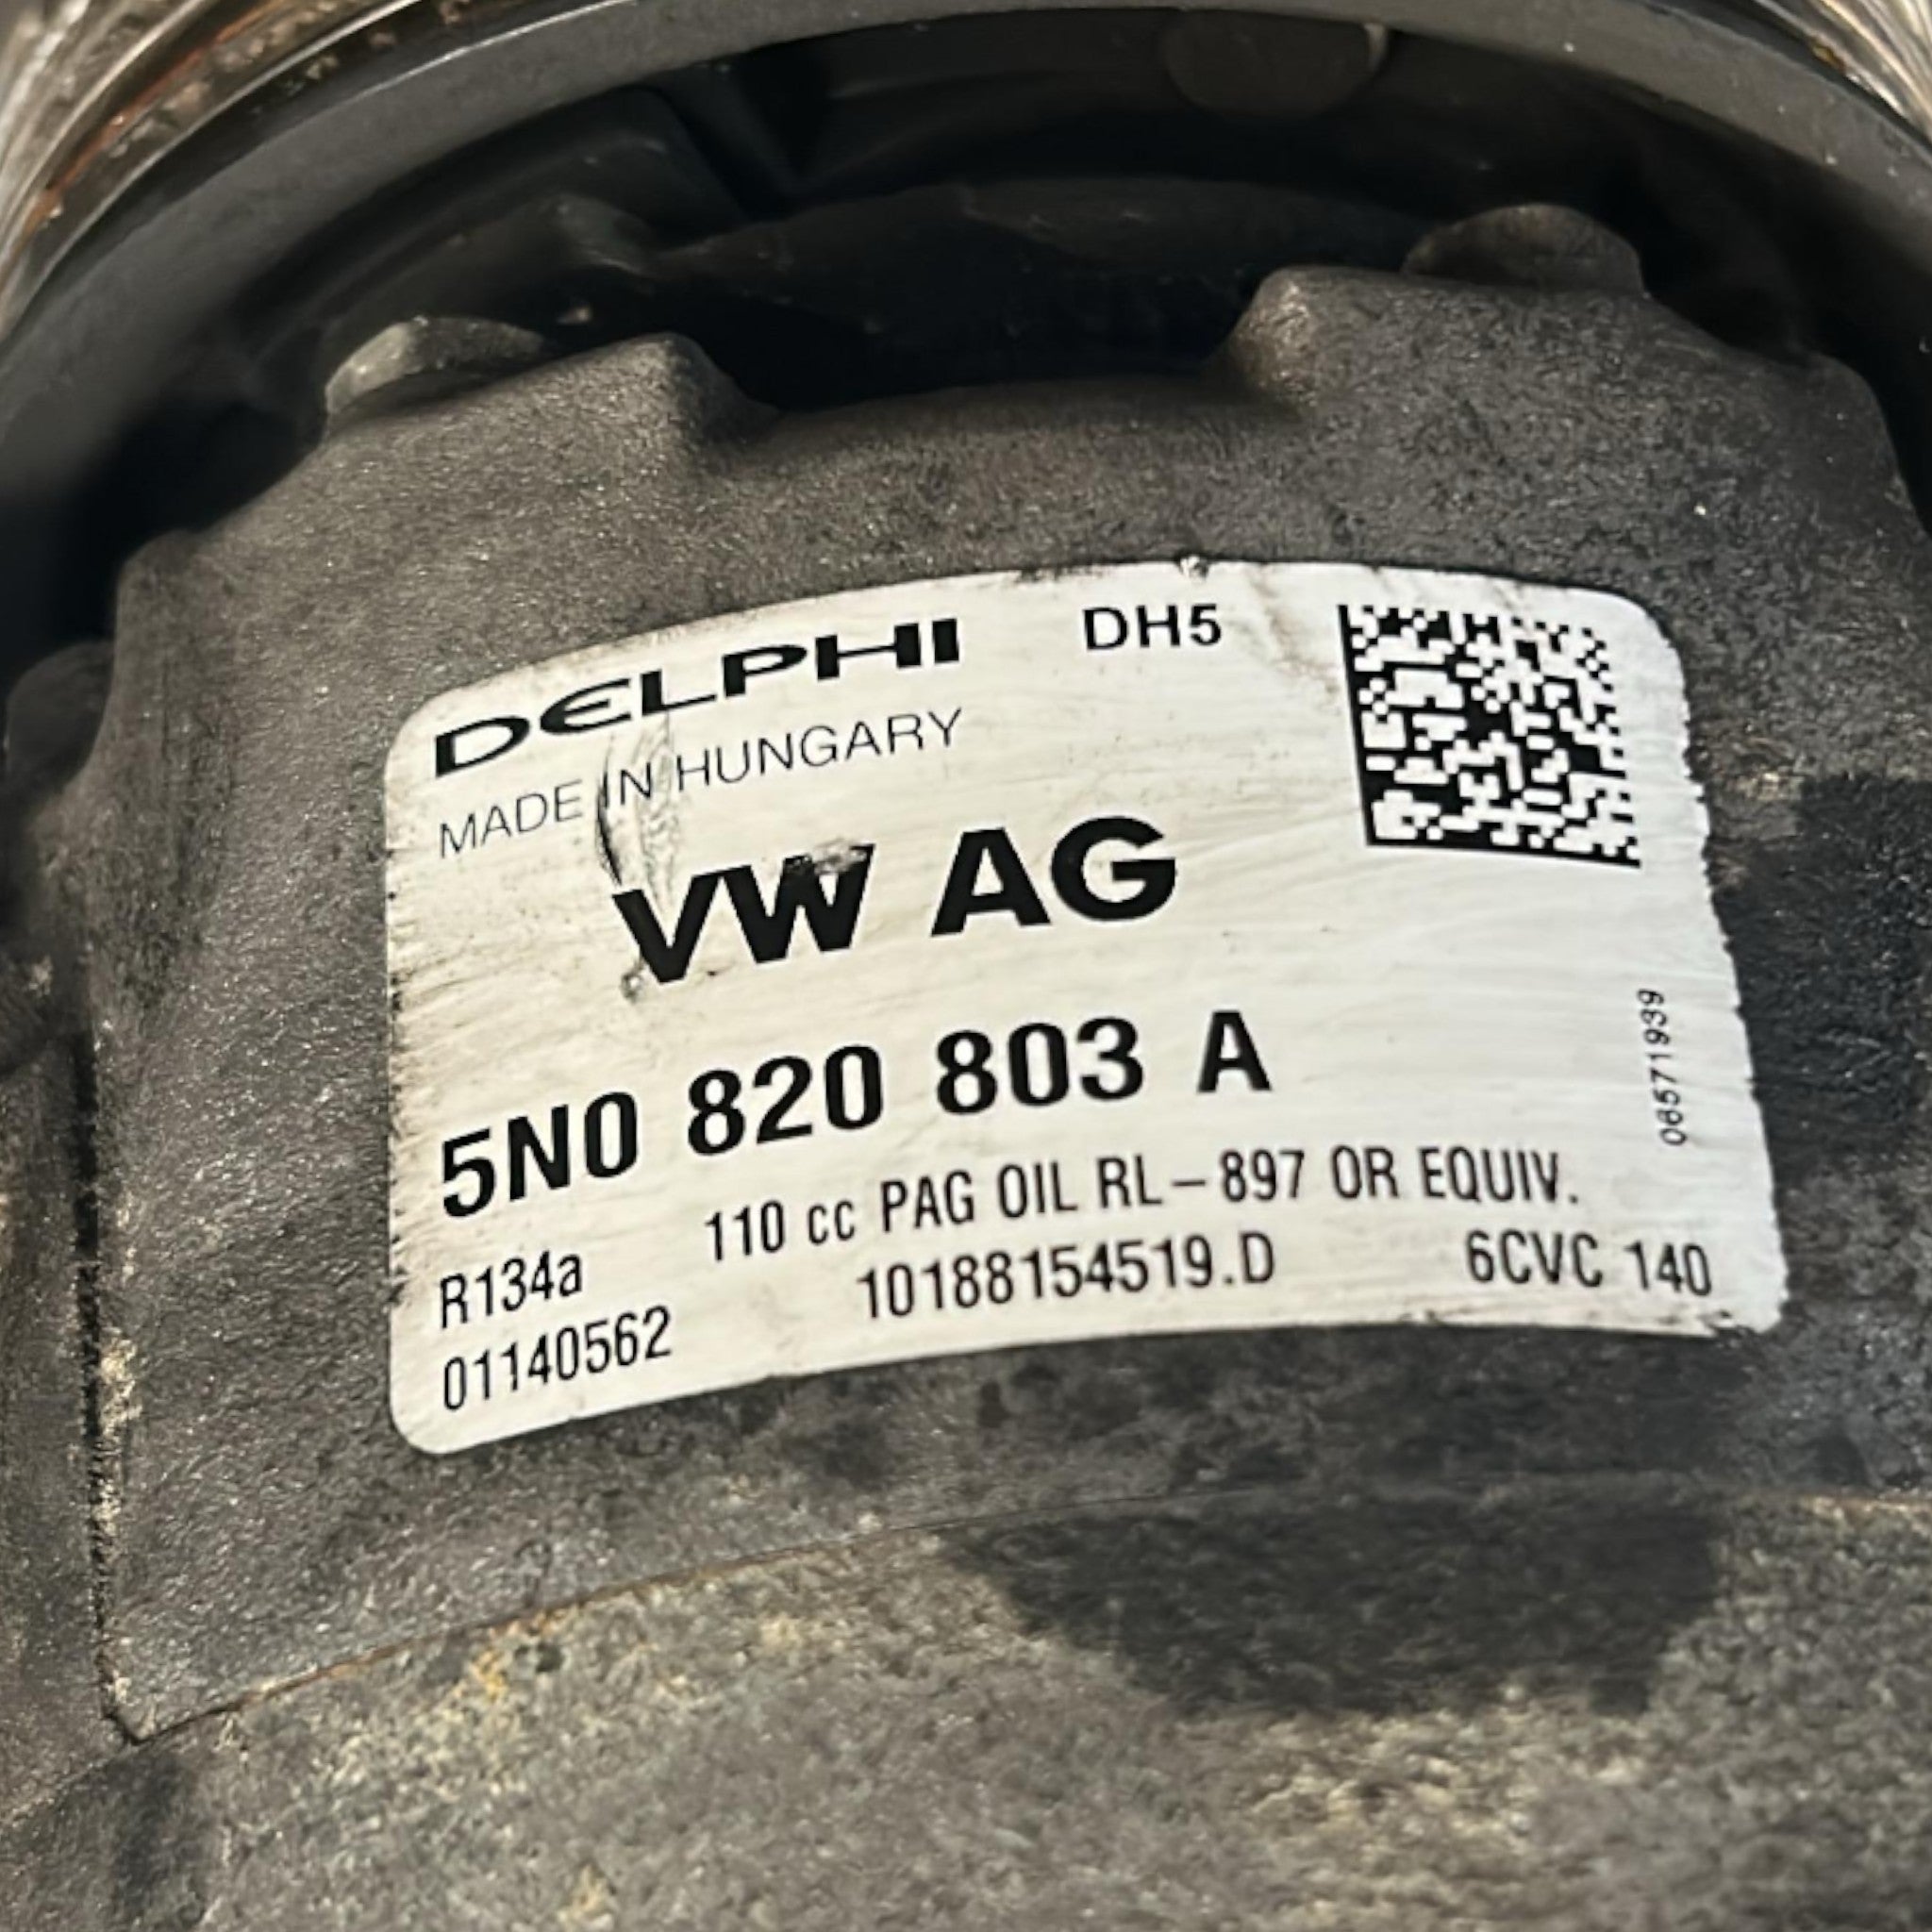 DELPHI DH5
MADE IN HUNGARY
VW AG
5N0 820 803 A
110 cc PAG OIL RL-897 OR EQUIV.
R134a
10188154519.D 6CVC 140
01140562
06571939